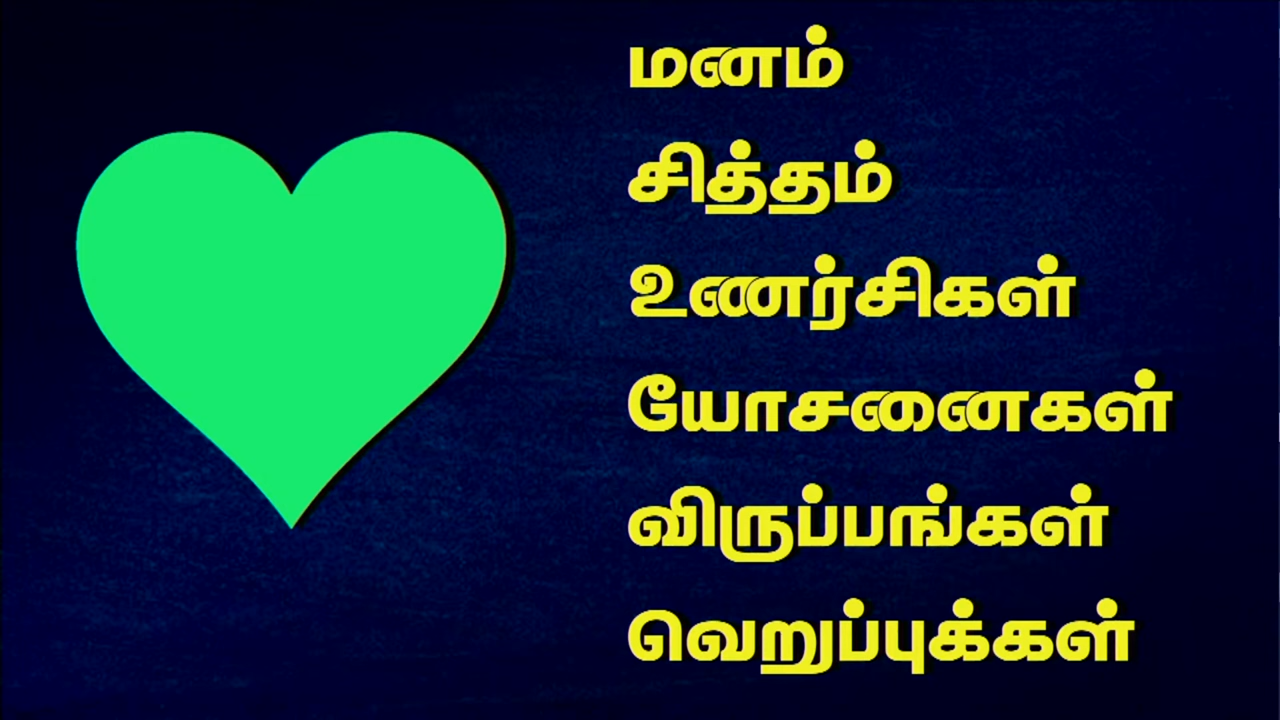 மனம்
சித்தம்
உணர்சிகள்
யோசனைகள்
விருப்பங்கள்
வெறுப்புக்கள்